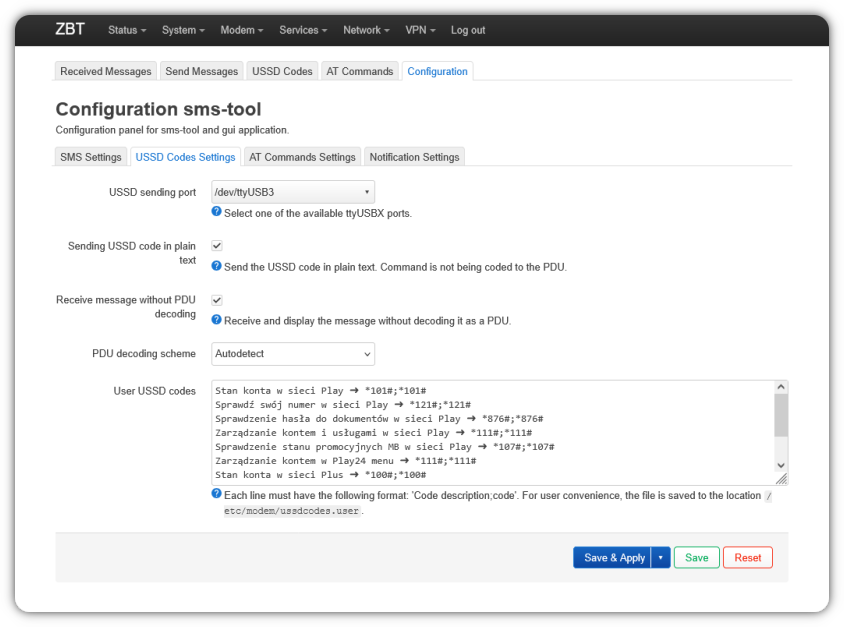 ZBT Status System Modem Services Network VPN Log out
Received Messages Send Messages USSD Codes AT Commands Configuration
Configuration sms-tool
Configuration panel for sms-tool and gui application.
SMS Settings USSD Codes Settings AT Commands Settings Notification Settings
USSD sending port /dev/ttyUSB3
Select one of the available ttyUSBX ports.
Sending USSD code in plain
text
Send the USSD code in plain text. Command is not being coded to the PDU.
Receive message without PDU
decoding
Receive and display the message without decoding it as a PDU.
PDU decoding scheme Autodetect
User USSD codes
Stan konta w sieci Play ➔ *101#;*101#
Sprawdź swój numer w sieci Play ➔ *121#;*121#
Sprawdzenie hasła do dokumentów w sieci Play ➔ *876#;*876#
Zarządzanie kontem i usługami w sieci Play ➔ *111#;*111#
Sprawdzenie stanu promocyjnych MB w sieci Play ➔ *107#;*107#
Zarządzanie kontem w Play24 menu ➔ *111#;*111#
Stan konta w sieci Plus ➔ *100#;*100#
Each line must have the following format: 'Code description;code'. For user convenience, the file is saved to the location /
etc/modem/ussdcodes.user .
Save & Apply Save Reset